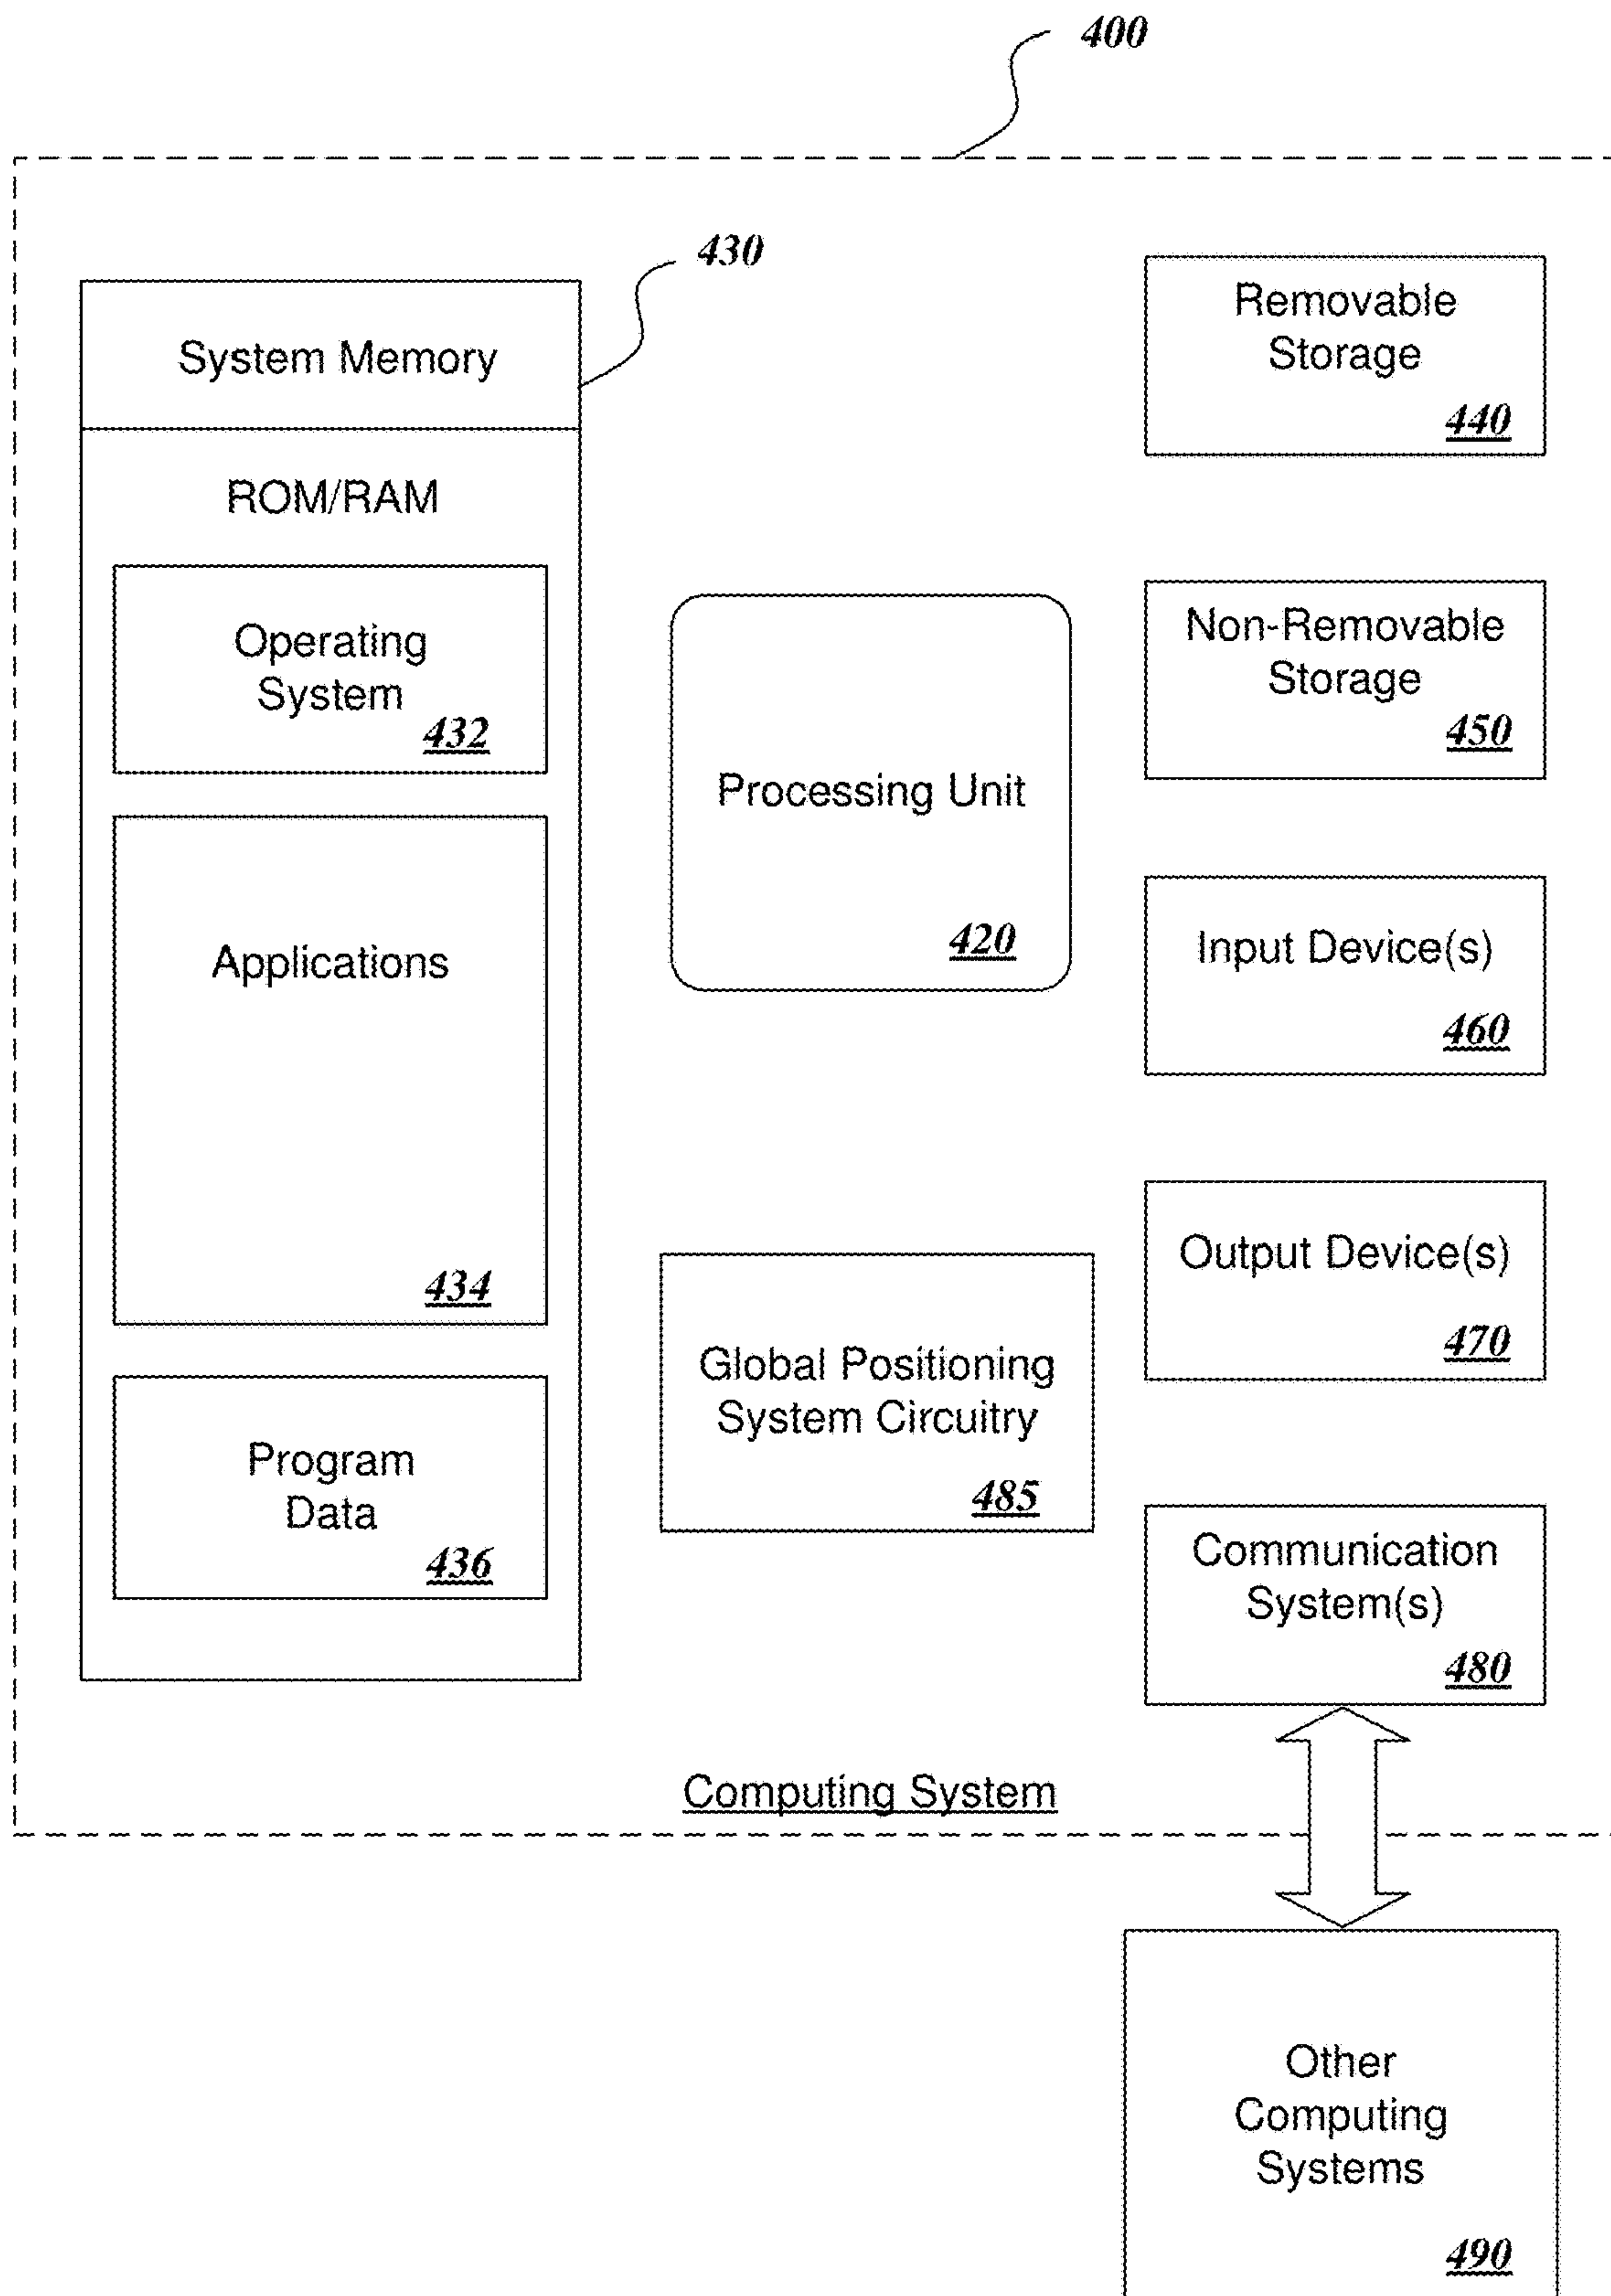 400
430
System Memory
ROM/RAM
Operating
System
432
Applications
434
Program
Data
436
Processing Unit
420
Global Positioning
System Circuitry
485
Removable
Storage
440
Non-Removable
Storage
450
Input Device(s)
460
Output Device(s)
470
Communication
System(s)
480
Computing System
Other
Computing
Systems
490